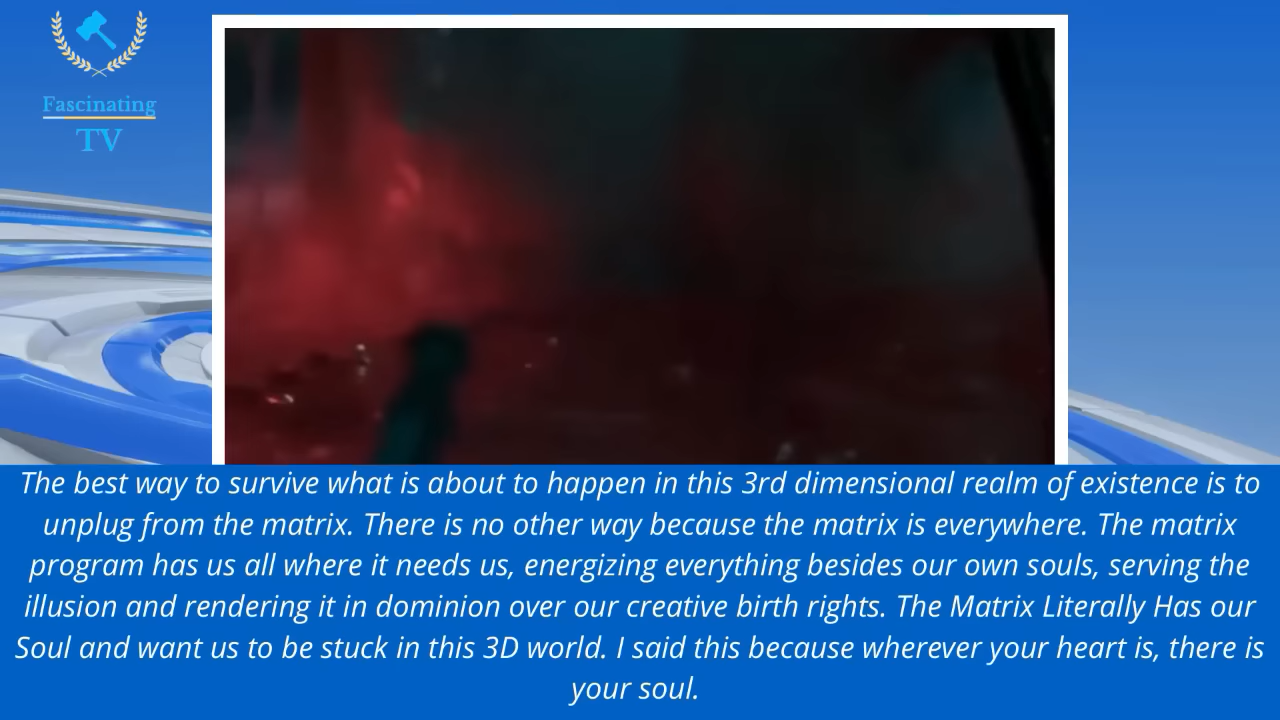 Fascinating
TV
The best way to survive what is about to happen in this 3rd dimensional realm of existence is to
unplug from the matrix. There is no other way because the matrix is everywhere. The matrix
program has us all where it needs us, energizing everything besides our own souls, serving the
illusion and rendering it in dominion over our creative birth rights. The Matrix Literally Has our
Soul and want us to be stuck in this 3D world. I said this because wherever your heart is, there is
your soul.